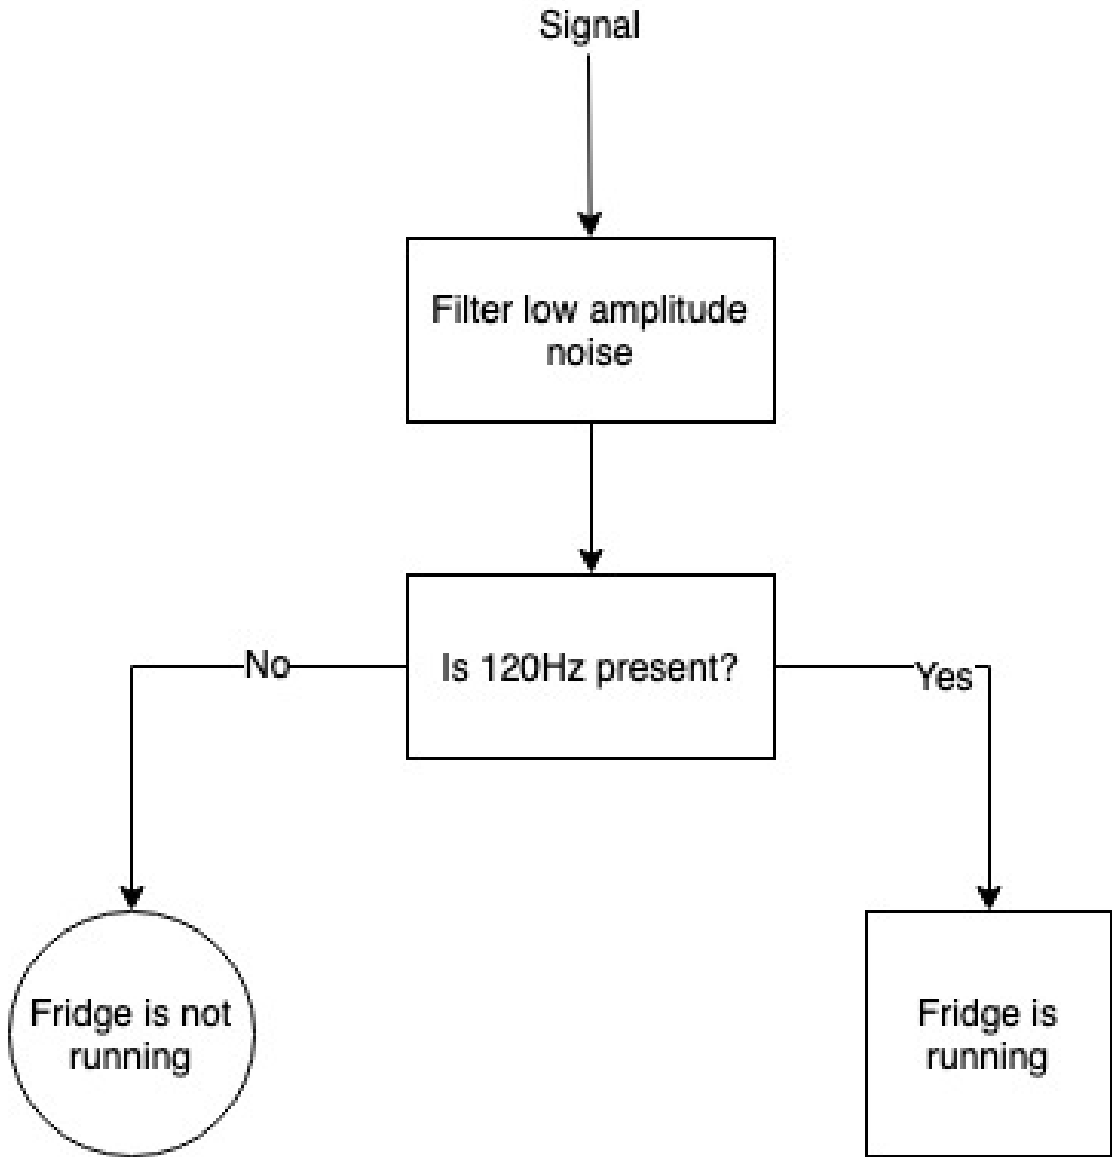 Signal
Filter low amplitude
noise
Is 120Hz present?
No
Yes
Fridge is not
running
Fridge is
running